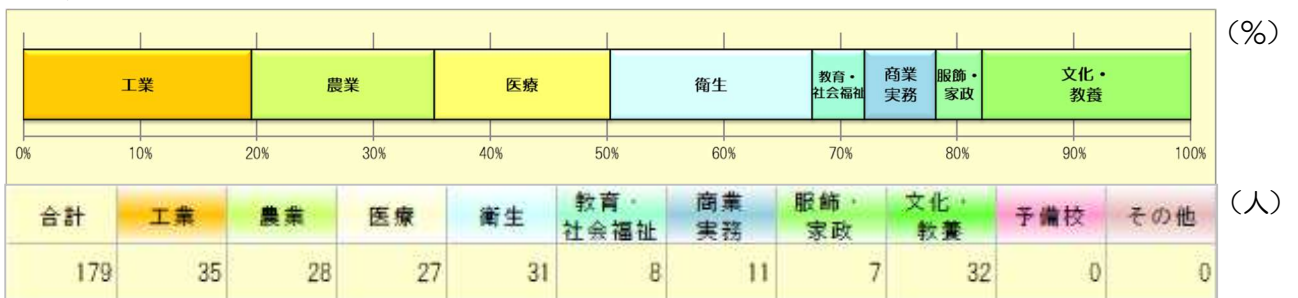 (%)
工業 農業 医療 衛生 教育・社会福祉 商業実務 服飾・家政 文化・教養
0% 10% 20% 30% 40% 50% 60% 70% 80% 90% 100%
(人)
合計 工業 農業 医療 衛生 教育・社会福祉 商業実務 服飾・家政 文化・教養 予備校 その他
179 35 28 27 31 8 11 7 32 0 0